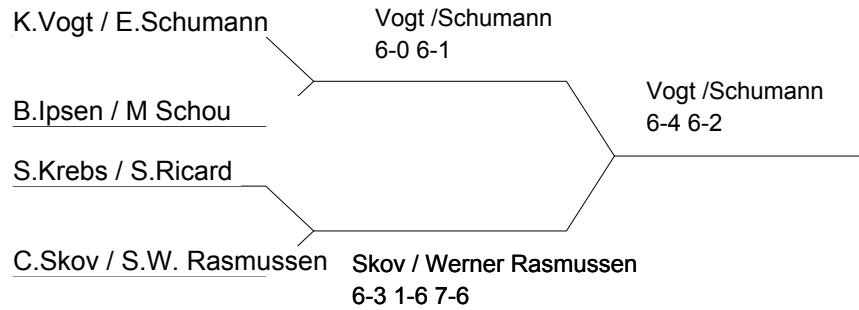 K.Vogt / E.Schumann
Vogt /Schumann
6-0 6-1
B.Ipsen / M Schou
Vogt /Schumann
6-4 6-2
S.Krebs / S.Ricard
C.Skov / S.W. Rasmussen
Skov / Werner Rasmussen
6-3 1-6 7-6